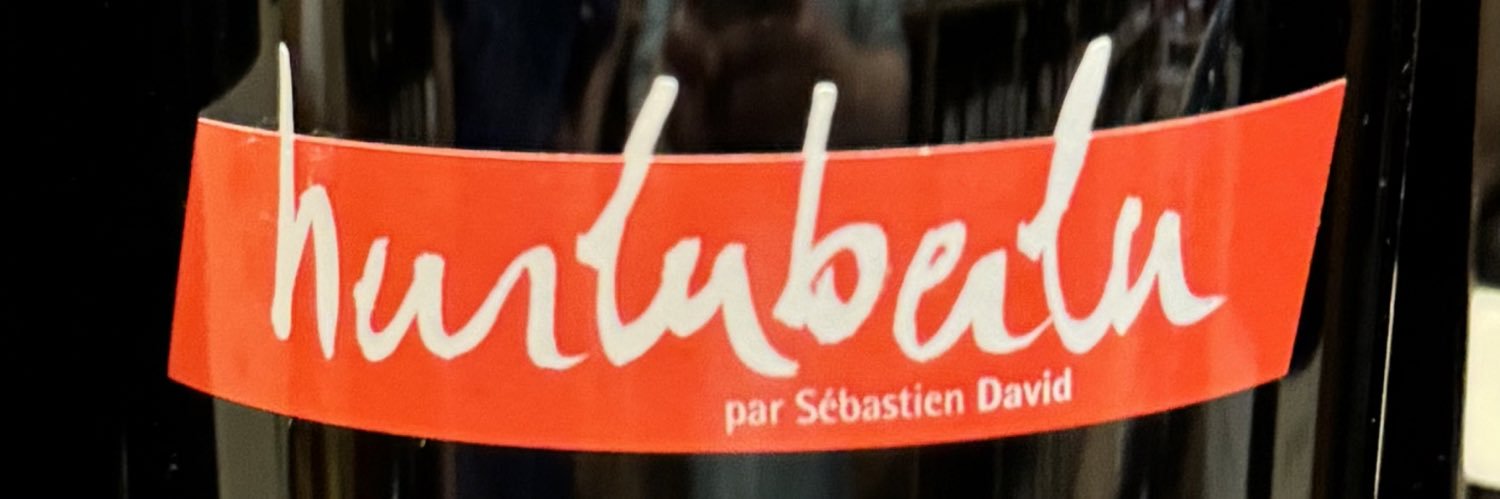 hurluberlu
par Sébastien David